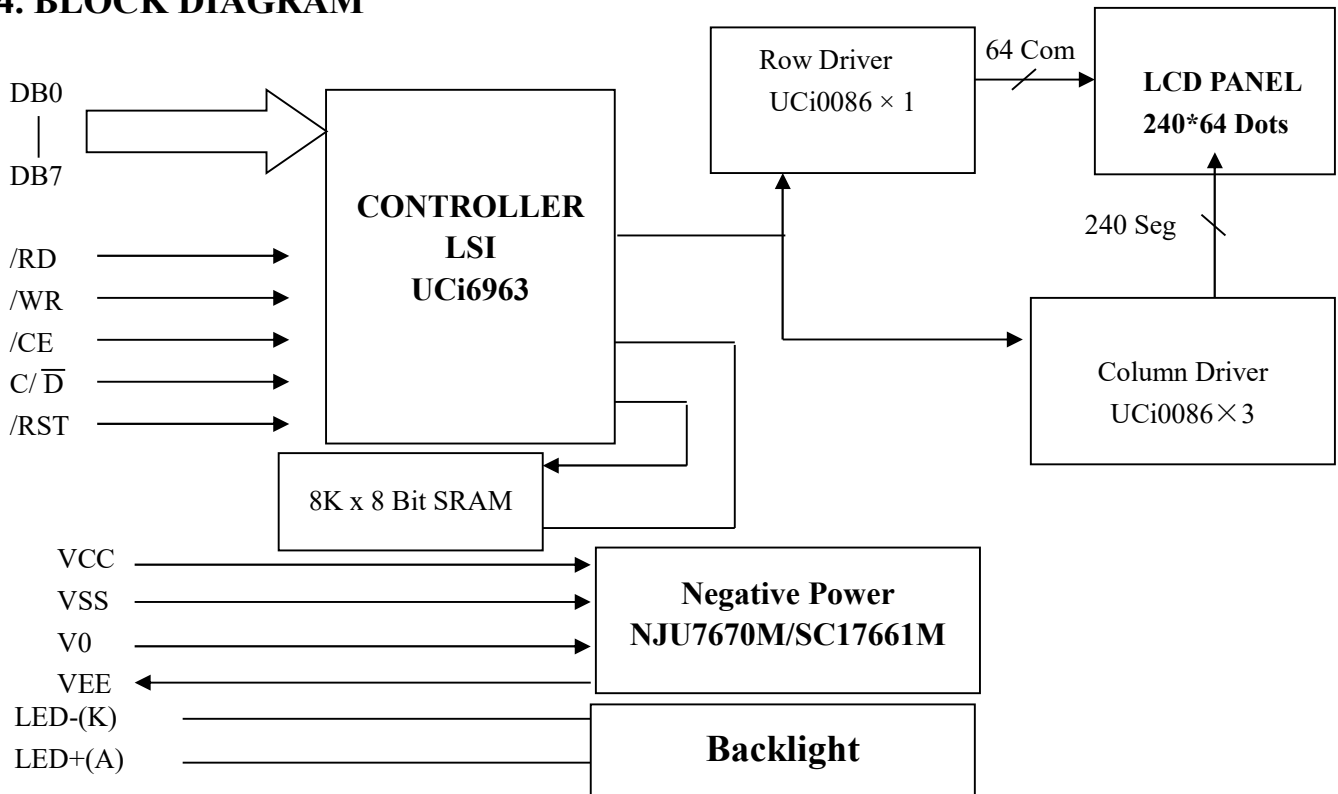 4. BLOCK DIAGRAM
DB0
DB7
/RD
/WR
/CE
C/ D̅
/RST
CONTROLLER
LSI
UCi6963
Row Driver
UCi0086 × 1
64 Com
LCD PANEL
240*64 Dots
240 Seg
Column Driver
UCi0086×3
8K x 8 Bit SRAM
VCC
VSS
V0
VEE
Negative Power
NJU7670M/SC17661M
LED-(K)
LED+(A)
Backlight